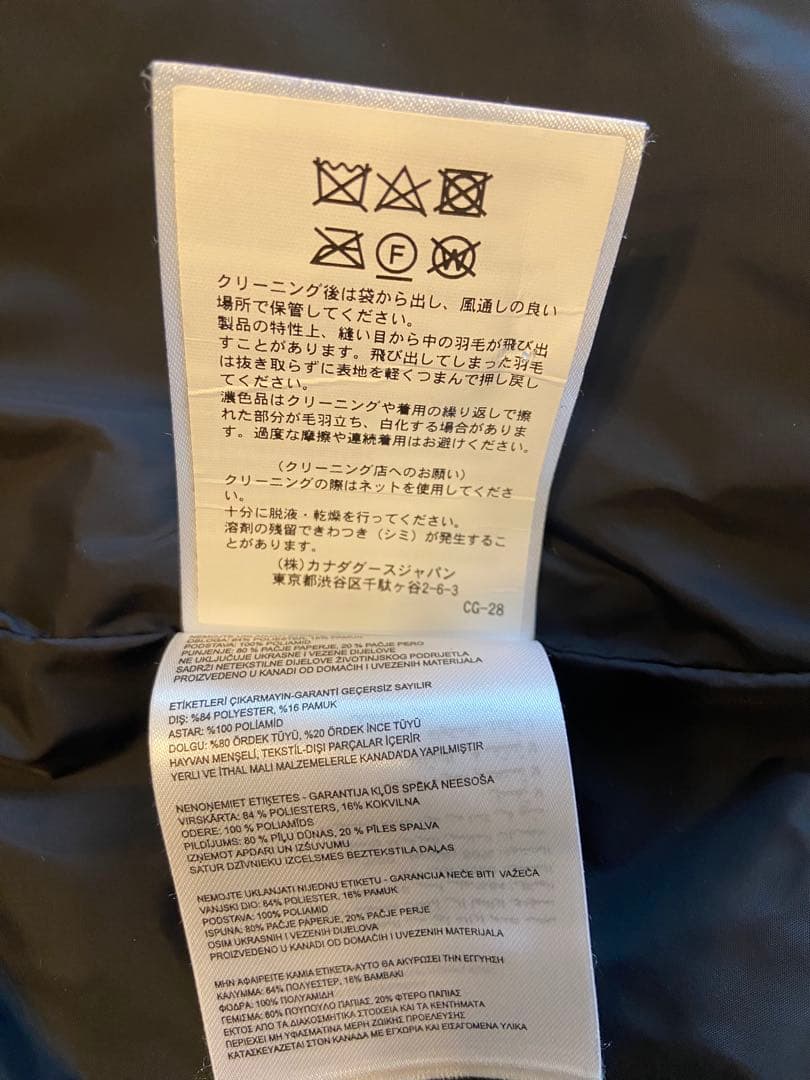 F
W
クリーニング後は袋から出し、風通しの良い
場所で保管してください。
製品の特性上、縫い目から中の羽毛が飛び出
すことがあります。飛び出してしまった羽毛
は抜き取らずに表地を軽くつまんで押し戻し
てください。
濃色品はクリーニングや着用の繰り返しで擦
れた部分が毛羽立ち、白化する場合がありま
す。過度な摩擦や連続着用はお避けください。
(クリーニング店へのお願い)
クリーニングの際はネットを使用してくださ
い。
十分に脱液・乾燥を行ってください。
溶剤の残留できわつき(シミ)が発生するこ
とがあります。
(株)カナダグースジャパン
東京都渋谷区千駄ヶ谷2-6-3
CG-28
OBLOGA: 84% POLIESTER, 16% PAMUK
PODSTAVA: 100% POLIAMID
PUNJENJE: 80 % PAČJE PAPERJE, 20 % PAČJE PERO
NE UKLJUČUJE UKRASNE I VEZENE DIJELOVE
SADRŽI NETEKSTILNE DIJELOVE ŽIVOTINJSKOG PODRIJETLA
PROIZVEDENO U KANADI OD DOMAĆIH I UVEZENIH MATERIJALA
ETİKETLERİ ÇIKARMAYIN-GARANTİ GEÇERSİZ SAYILIR
DIŞ: %84 POLYESTER, %16 PAMUK
ASTAR: %100 POLİAMİD
DOLGU: %80 ÖRDEK TÜYÜ, %20 ÖRDEK İNCE TÜYÜ
HAYVAN MENŞELİ, TEKSTİL-DIŞI PARÇALAR İÇERİR
YERLİ VE İTHAL MALI MALZEMELERLE KANADA'DA YAPILMIŞTIR
NENOŅEMIET ETIĶETES - GARANTIJA KĻŪS SPĒKĀ NEESOŠA
VIRSKĀRTA: 84 % POLIESTERS, 16% KOKVILNA
ODERE: 100 % POLIAMĪDS
PILDĪJUMS: 80 % PĪĻU DŪNAS, 20 % PĪLES SPALVA
IZŅEMOT APDARI UN IZŠUVUMU
SATUR DZĪVNIEKU IZCELSMES BEZTEKSTILA DAĻAS
NEMOJTE UKLANJATI NIJEDNU ETIKETU - GARANCIJA NEĆE BITI VAŽEĆA
VANJSKI DIO: 84% POLIESTER, 16% PAMUK
PODSTAVA: 100% POLIAMID
ISPUNA: 80% PAČJE PAPERJE, 20% PAČJE PERJE
OSIM UKRASNIH I VEZENIH DIJELOVA
PROIZVEDENO U KANADI OD DOMAĆIH I UVEZENIH MATERIJALA
ΜΗΝ ΑΦΑΙΡΕΙΤΕ ΚΑΜΙΑ ΕΤΙΚΕΤΑ-ΑΥΤΟ ΘΑ ΑΚΥΡΩΣΕΙ ΤΗΝ ΕΓΓΥΗΣΗ
ΚΑΛΥΜΜΑ: 84% ΠΟΛΥΕΣΤΕΡ, 16% ΒΑΜΒΑΚΙ
ΦΟΔΡΑ: 100% ΠΟΛΥΑΜΙΔΗ
ΓΕΜΙΣΜΑ: 80% ΠΟΥΠΟΥΛΟ ΠΑΠΙΑΣ, 20% ΦΤΕΡΟ ΠΑΠΙΑΣ
ΕΚΤΟΣ ΑΠΟ ΤΑ ΔΙΑΚΟΣΜΗΤΙΚΑ ΣΤΟΙΧΕΙΑ ΚΑΙ ΤΑ ΚΕΝΤΗΜΑΤΑ
ΠΕΡΙΕΧΕΙ ΜΗ ΥΦΑΣΜΑΤΙΝΑ ΜΕΡΗ ΖΩΙΚΗΣ ΠΡΟΕΛΕΥΣΗΣ
ΚΑΤΑΣΚΕΥΑΖΕΤΑΙ ΣΤΟΝ ΚΑΝΑΔΑ ΜΕ ΕΓΧΩΡΙΑ ΚΑΙ ΕΙΣΑΓΟΜΕΝΑ ΥΛΙΚΑ